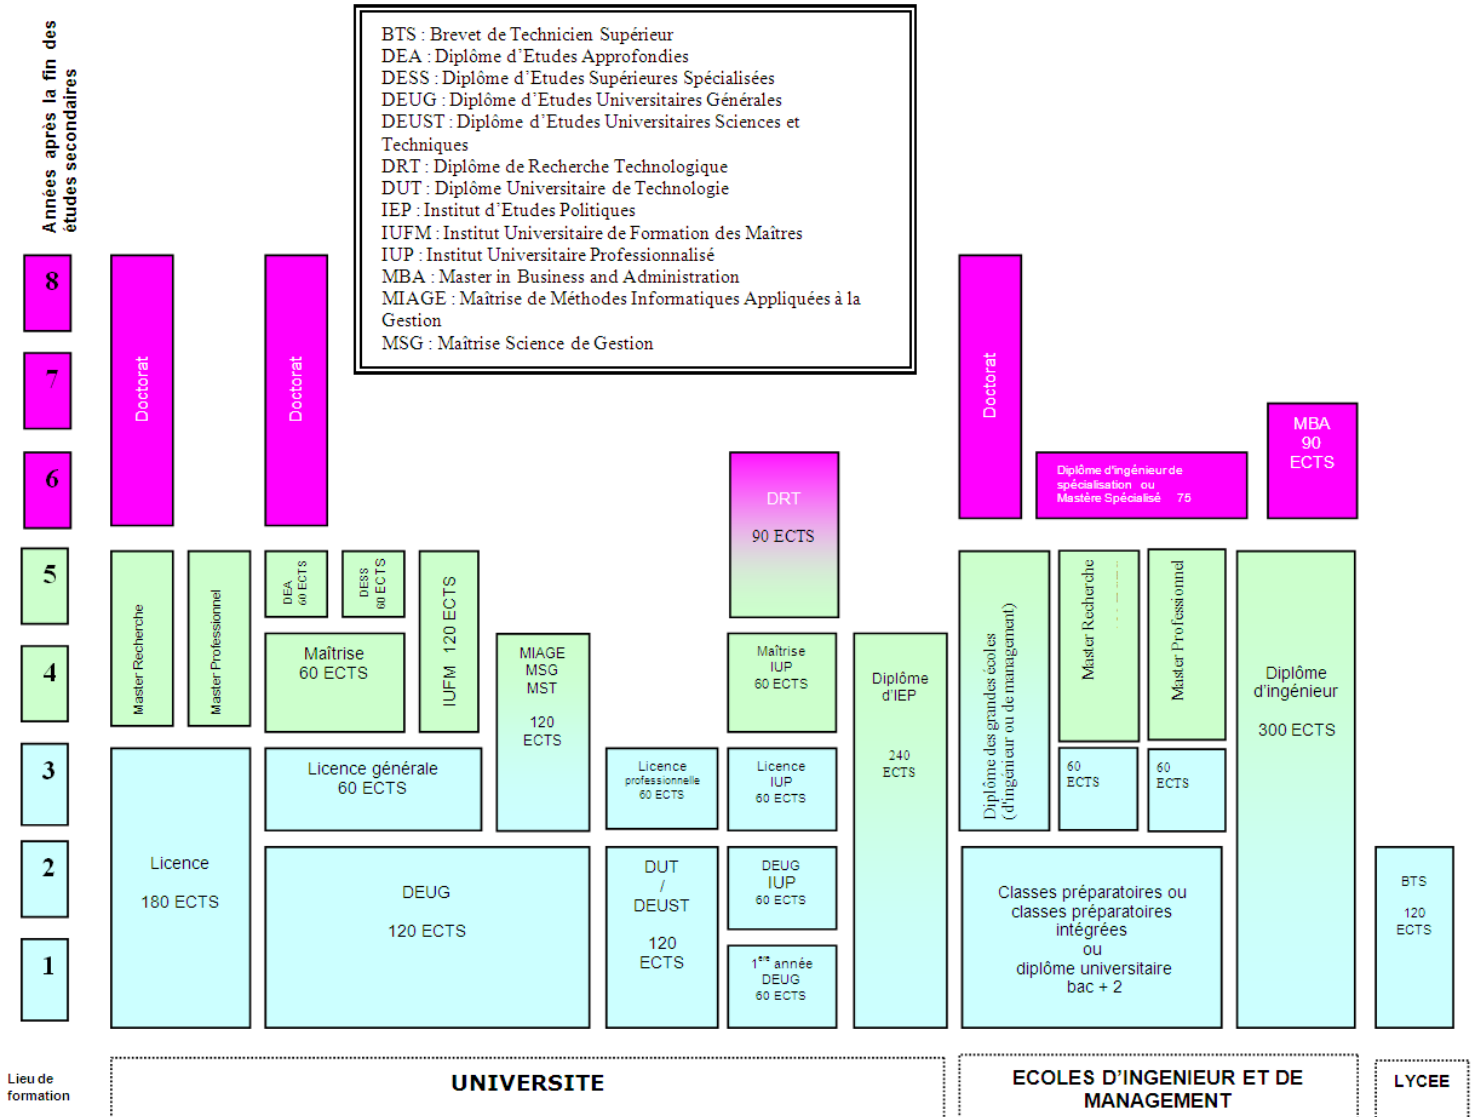 Années après la fin des
études secondaires
BTS : Brevet de Technicien Supérieur
DEA : Diplôme d'Etudes Approfondies
DESS : Diplôme d'Etudes Supérieures Spécialisées
DEUG : Diplôme d'Etudes Universitaires Générales
DEUST : Diplôme d'Etudes Universitaires Sciences et
Techniques
DRT : Diplôme de Recherche Technologique
DUT : Diplôme Universitaire de Technologie
IEP : Institut d'Etudes Politiques
IUFM : Institut Universitaire de Formation des Maîtres
IUP : Institut Universitaire Professionnalisé
MBA : Master in Business and Administration
MIAGE : Maîtrise de Méthodes Informatiques Appliquées à la
Gestion
MSG : Maîtrise Science de Gestion
8
7
6
5
4
3
2
1
Doctorat
Doctorat
Doctorat
MBA
90
ECTS
Diplôme d'ingénieur de
spécialisation ou
Mastère Spécialisé 75
DRT
90 ECTS
Master Recherche
Master Professionnel
DEA
60 ECTS
DESS
60 ECTS
IUFM 120 ECTS
Maîtrise
60 ECTS
MIAGE
MSG
MST
120
ECTS
Maîtrise
IUP
60 ECTS
Diplôme
d'IEP
240
ECTS
Diplôme des grandes écoles
(d'ingénieur ou de management)
Master Recherche
Master Professionnel
Diplôme
d'ingénieur
300 ECTS
Licence
180 ECTS
Licence générale
60 ECTS
Licence
professionnelle
60 ECTS
Licence
IUP
60 ECTS
60
ECTS
60
ECTS
DEUG
120 ECTS
DUT
/
DEUST
120
ECTS
DEUG
IUP
60 ECTS
1ère année
DEUG
60 ECTS
Classes préparatoires ou
classes préparatoires
intégrées
ou
diplôme universitaire
bac + 2
BTS
120
ECTS
Lieu de
formation
UNIVERSITE
ECOLES D'INGENIEUR ET DE
MANAGEMENT
LYCEE